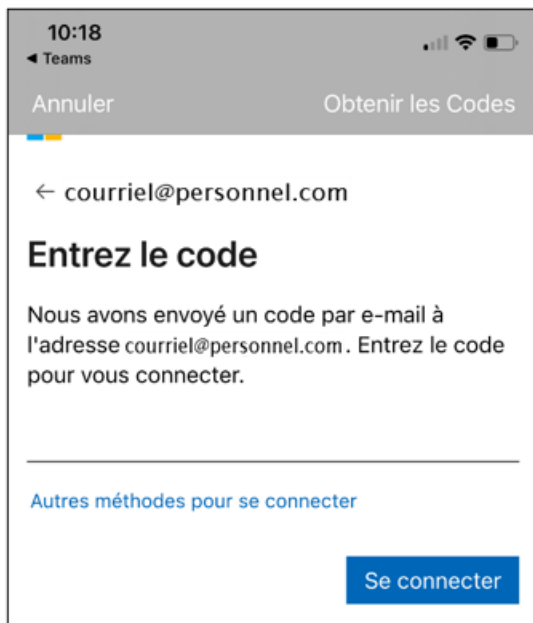 10:18
◀ Teams
Annuler
Obtenir les Codes
← courriel@personnel.com
Entrez le code
Nous avons envoyé un code par e-mail à
l'adresse courriel@personnel.com. Entrez le code
pour vous connecter.
Autres méthodes pour se connecter
Se connecter